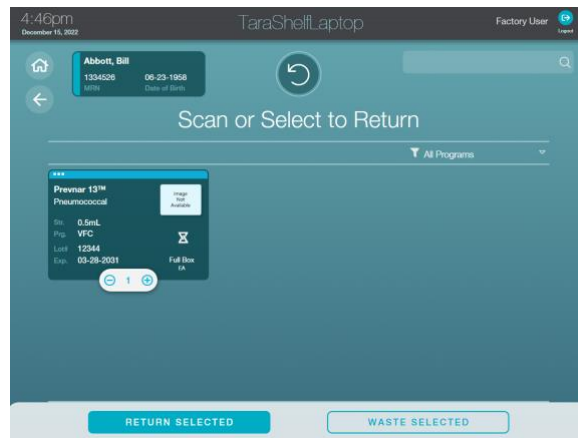 4:46pm
December 15, 2022
TaraShelfLaptop
Factory User
Logout
Abbott, Bill
1334526 06-23-1958
MRN Date of Birth
Scan or Select to Return
All Programs
Prevnar 13™
Pneumococcal
Image Not Available
Str. 0.5mL
Prg. VFC
Lot# 12344
Exp. 03-28-2031
Full Box
EA
1
RETURN SELECTED
WASTE SELECTED